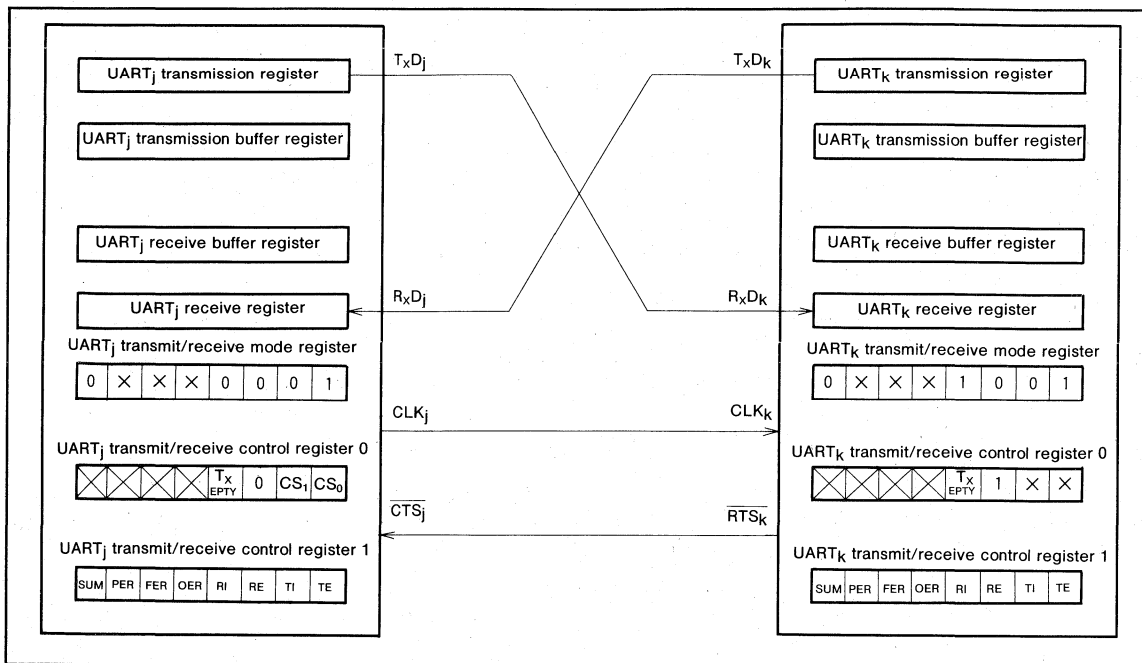 UARTj transmission register
UARTj transmission buffer register
UARTj receive buffer register
UARTj receive register
UARTj transmit/receive mode register
0 × × × 0 0 0 1
UARTj transmit/receive control register 0
Tx EPTY 0 CS1 CS0
UARTj transmit/receive control register 1
SUM PER FER OER RI RE TI TE
TxDj
TxDk
RxDj
RxDk
CLKj
CLKk
CTSj
RTSk
UARTk transmission register
UARTk transmission buffer register
UARTk receive buffer register
UARTk receive register
UARTk transmit/receive mode register
0 × × × 1 0 0 1
UARTk transmit/receive control register 0
Tx EPTY 1 × ×
UARTk transmit/receive control register 1
SUM PER FER OER RI RE TI TE